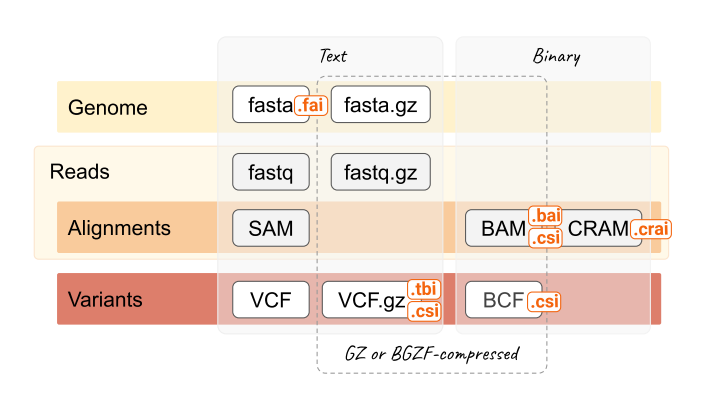 Text Binary
Genome fasta .fai fasta.gz
Reads fastq fastq.gz
Alignments SAM BAM .bai .csi CRAM .crai
Variants VCF VCF.gz .tbi .csi BCF .csi
GZ or BGZF-compressed